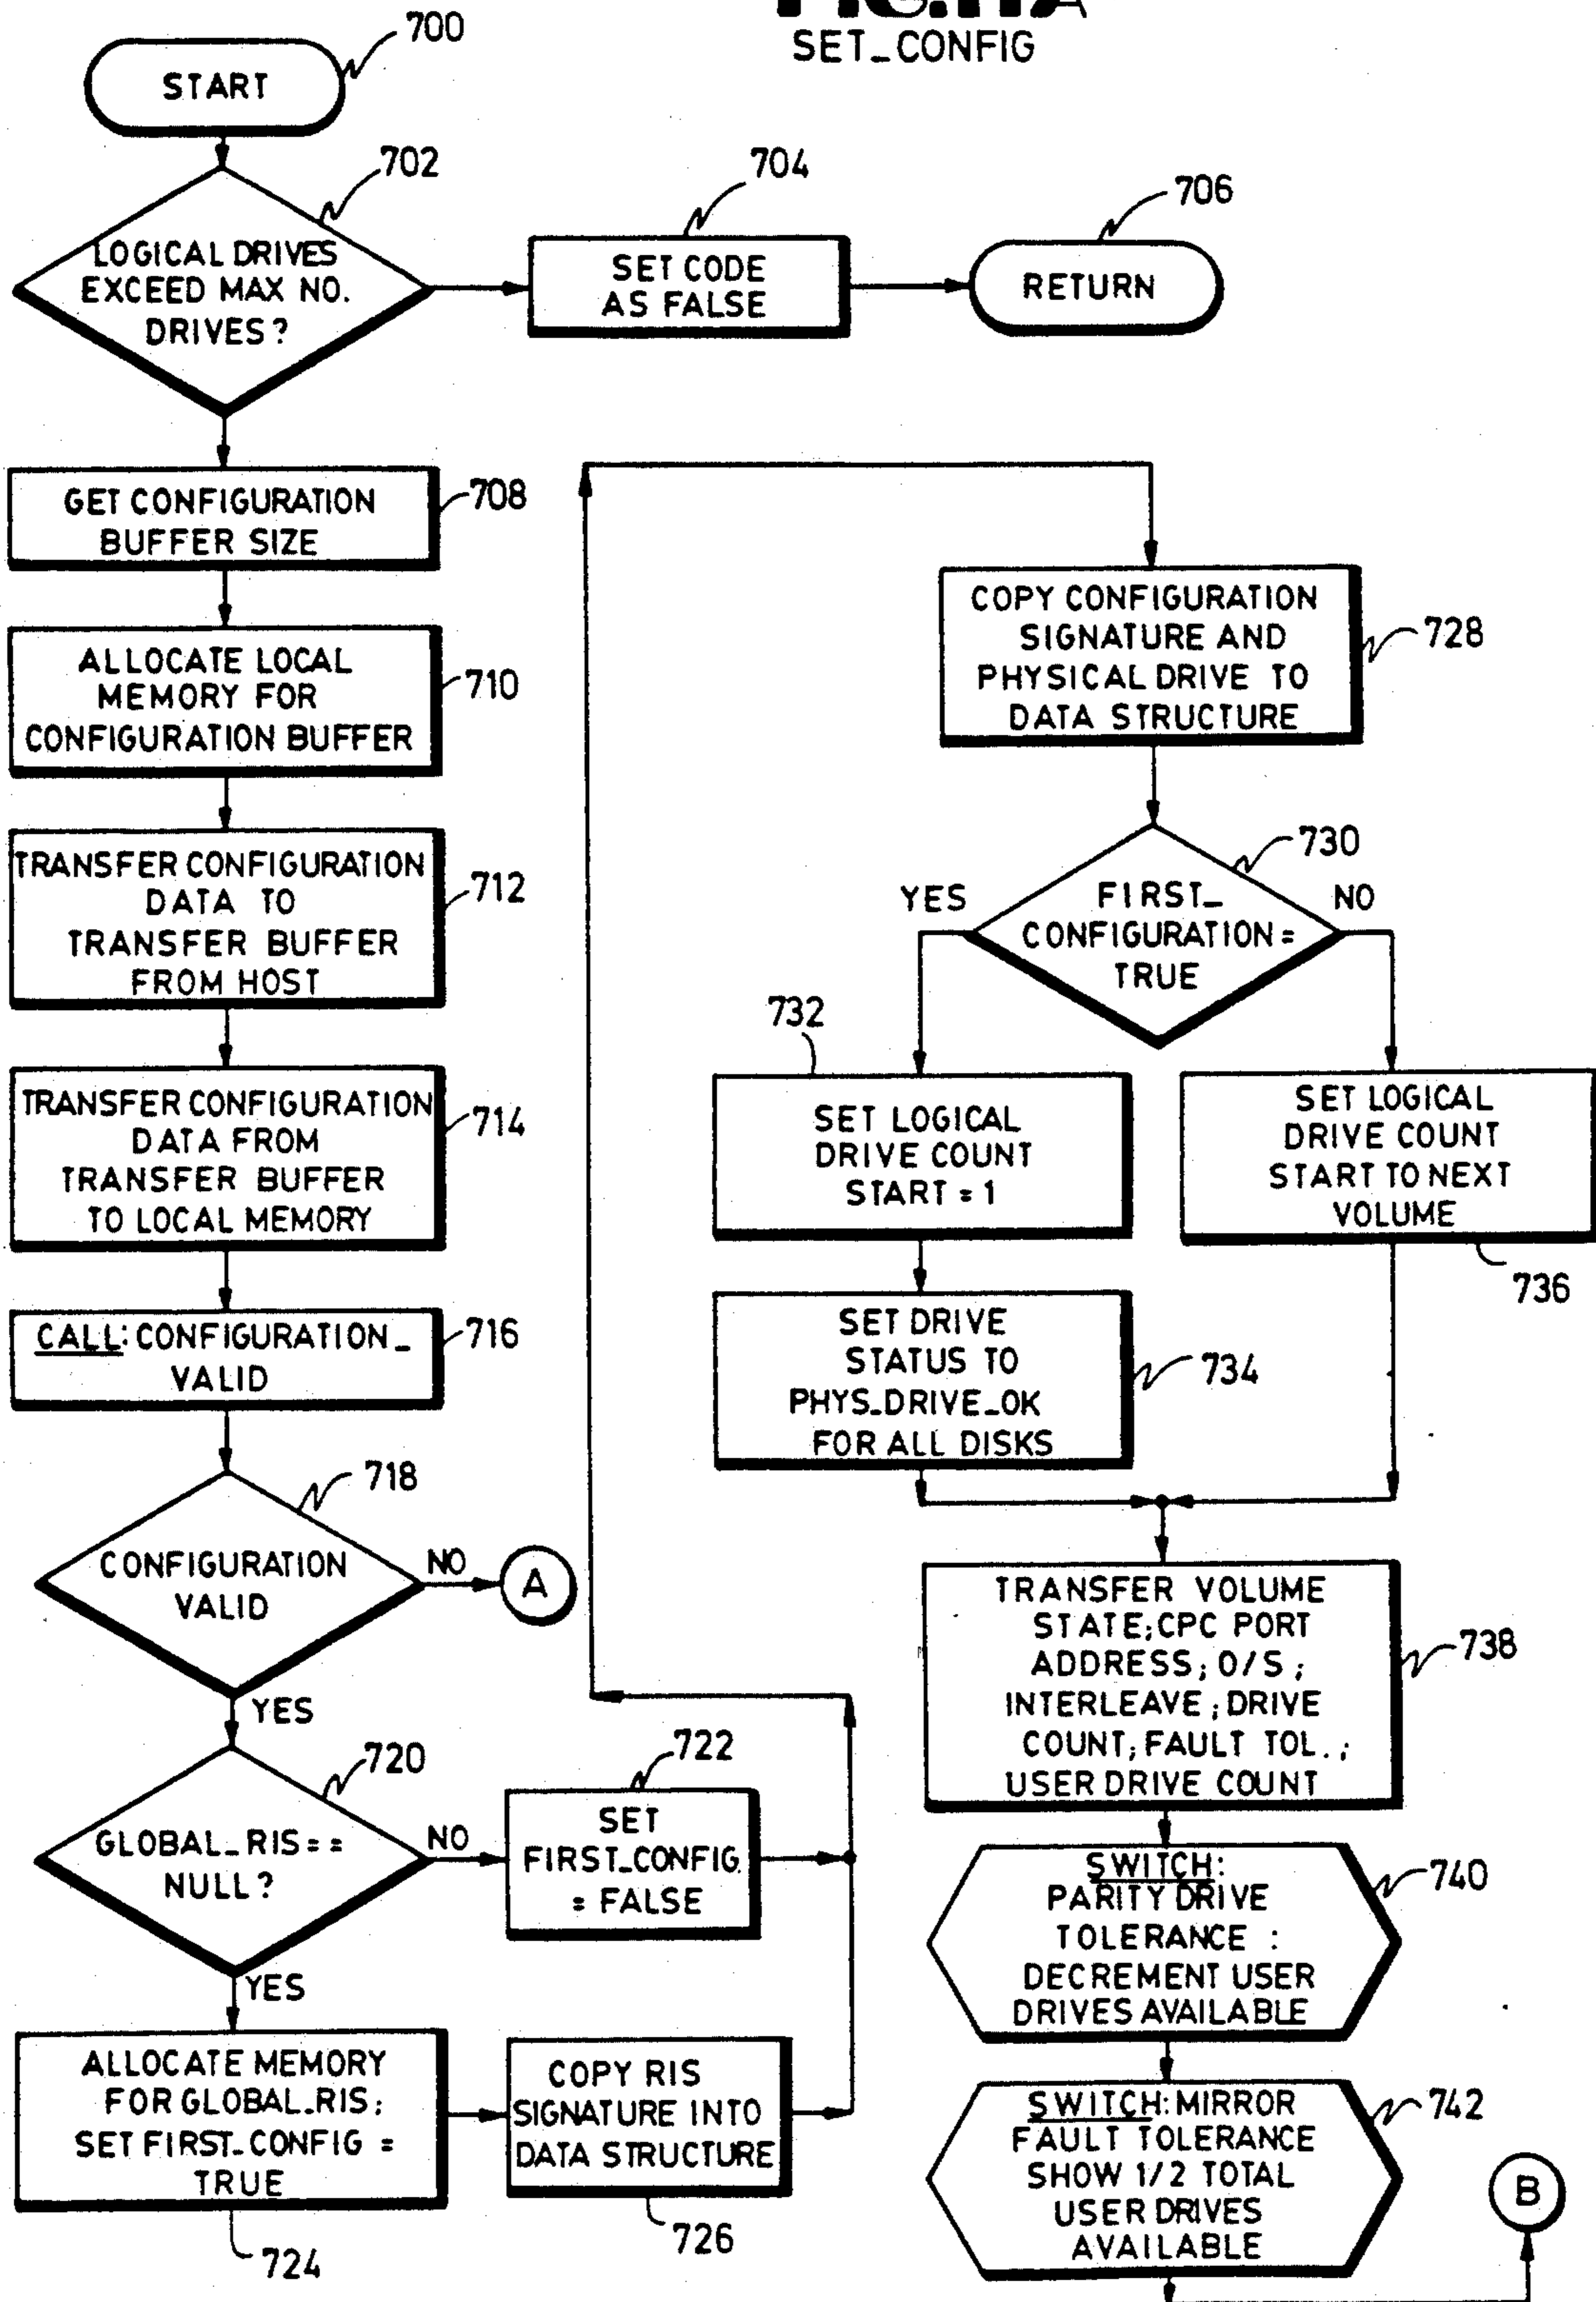 FIG.11A
SET_CONFIG
700
START
702
LOGICAL DRIVES
EXCEED MAX NO.
DRIVES?
704
SET CODE
AS FALSE
706
RETURN
GET CONFIGURATION
BUFFER SIZE
708
ALLOCATE LOCAL
MEMORY FOR
CONFIGURATION BUFFER
710
TRANSFER CONFIGURATION
DATA TO
TRANSFER BUFFER
FROM HOST
712
TRANSFER CONFIGURATION
DATA FROM
TRANSFER BUFFER
TO LOCAL MEMORY
714
CALL: CONFIGURATION_
VALID
716
718
CONFIGURATION
VALID
NO
A
YES
720
GLOBAL_RIS==
NULL?
NO
722
SET
FIRST_CONFIG
= FALSE
YES
ALLOCATE MEMORY
FOR GLOBAL_RIS;
SET FIRST_CONFIG =
TRUE
724
COPY RIS
SIGNATURE INTO
DATA STRUCTURE
726
COPY CONFIGURATION
SIGNATURE AND
PHYSICAL DRIVE TO
DATA STRUCTURE
728
730
YES
FIRST_
CONFIGURATION=
TRUE
NO
732
SET LOGICAL
DRIVE COUNT
START = 1
SET LOGICAL
DRIVE COUNT
START TO NEXT
VOLUME
736
SET DRIVE
STATUS TO
PHYS_DRIVE_OK
FOR ALL DISKS
734
TRANSFER VOLUME
STATE; CPC PORT
ADDRESS; O/S;
INTERLEAVE; DRIVE
COUNT; FAULT TOL.;
USER DRIVE COUNT
738
SWITCH:
PARITY DRIVE
TOLERANCE :
DECREMENT USER
DRIVES AVAILABLE
740
SWITCH: MIRROR
FAULT TOLERANCE
SHOW 1/2 TOTAL
USER DRIVES
AVAILABLE
742
B